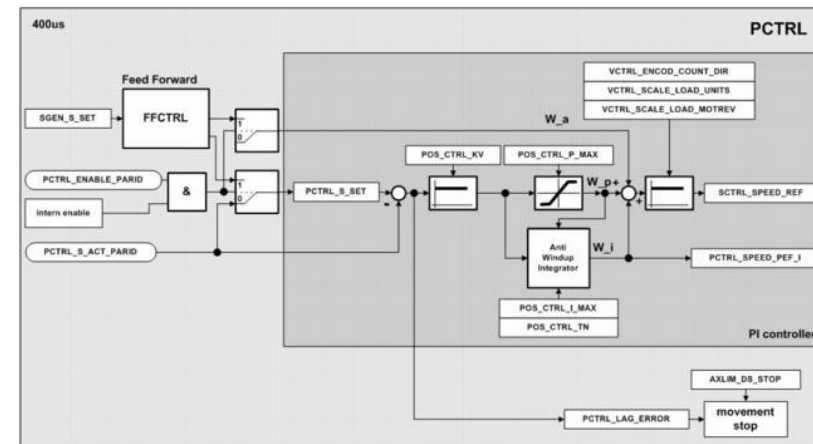 400us
PCTRL
Feed Forward
SGEN_S_SET
FFCTRL
1
0
VCTRL_ENCOD_COUNT_DIR
VCTRL_SCALE_LOAD_UNITS
VCTRL_SCALE_LOAD_MOTREV
W_a
POS_CTRL_KV
POS_CTRL_P_MAX
PCTRL_ENABLE_PARID
&
1
0
PCTRL_S_SET
-
W_p+
+
SCTRL_SPEED_REF
intern enable
PCTRL_S_ACT_PARID
Anti
Windup
Integrator
W_i
PCTRL_SPEED_PEF_I
POS_CTRL_I_MAX
POS_CTRL_TN
PI controller
AXLIM_DS_STOP
PCTRL_LAG_ERROR
movement
stop